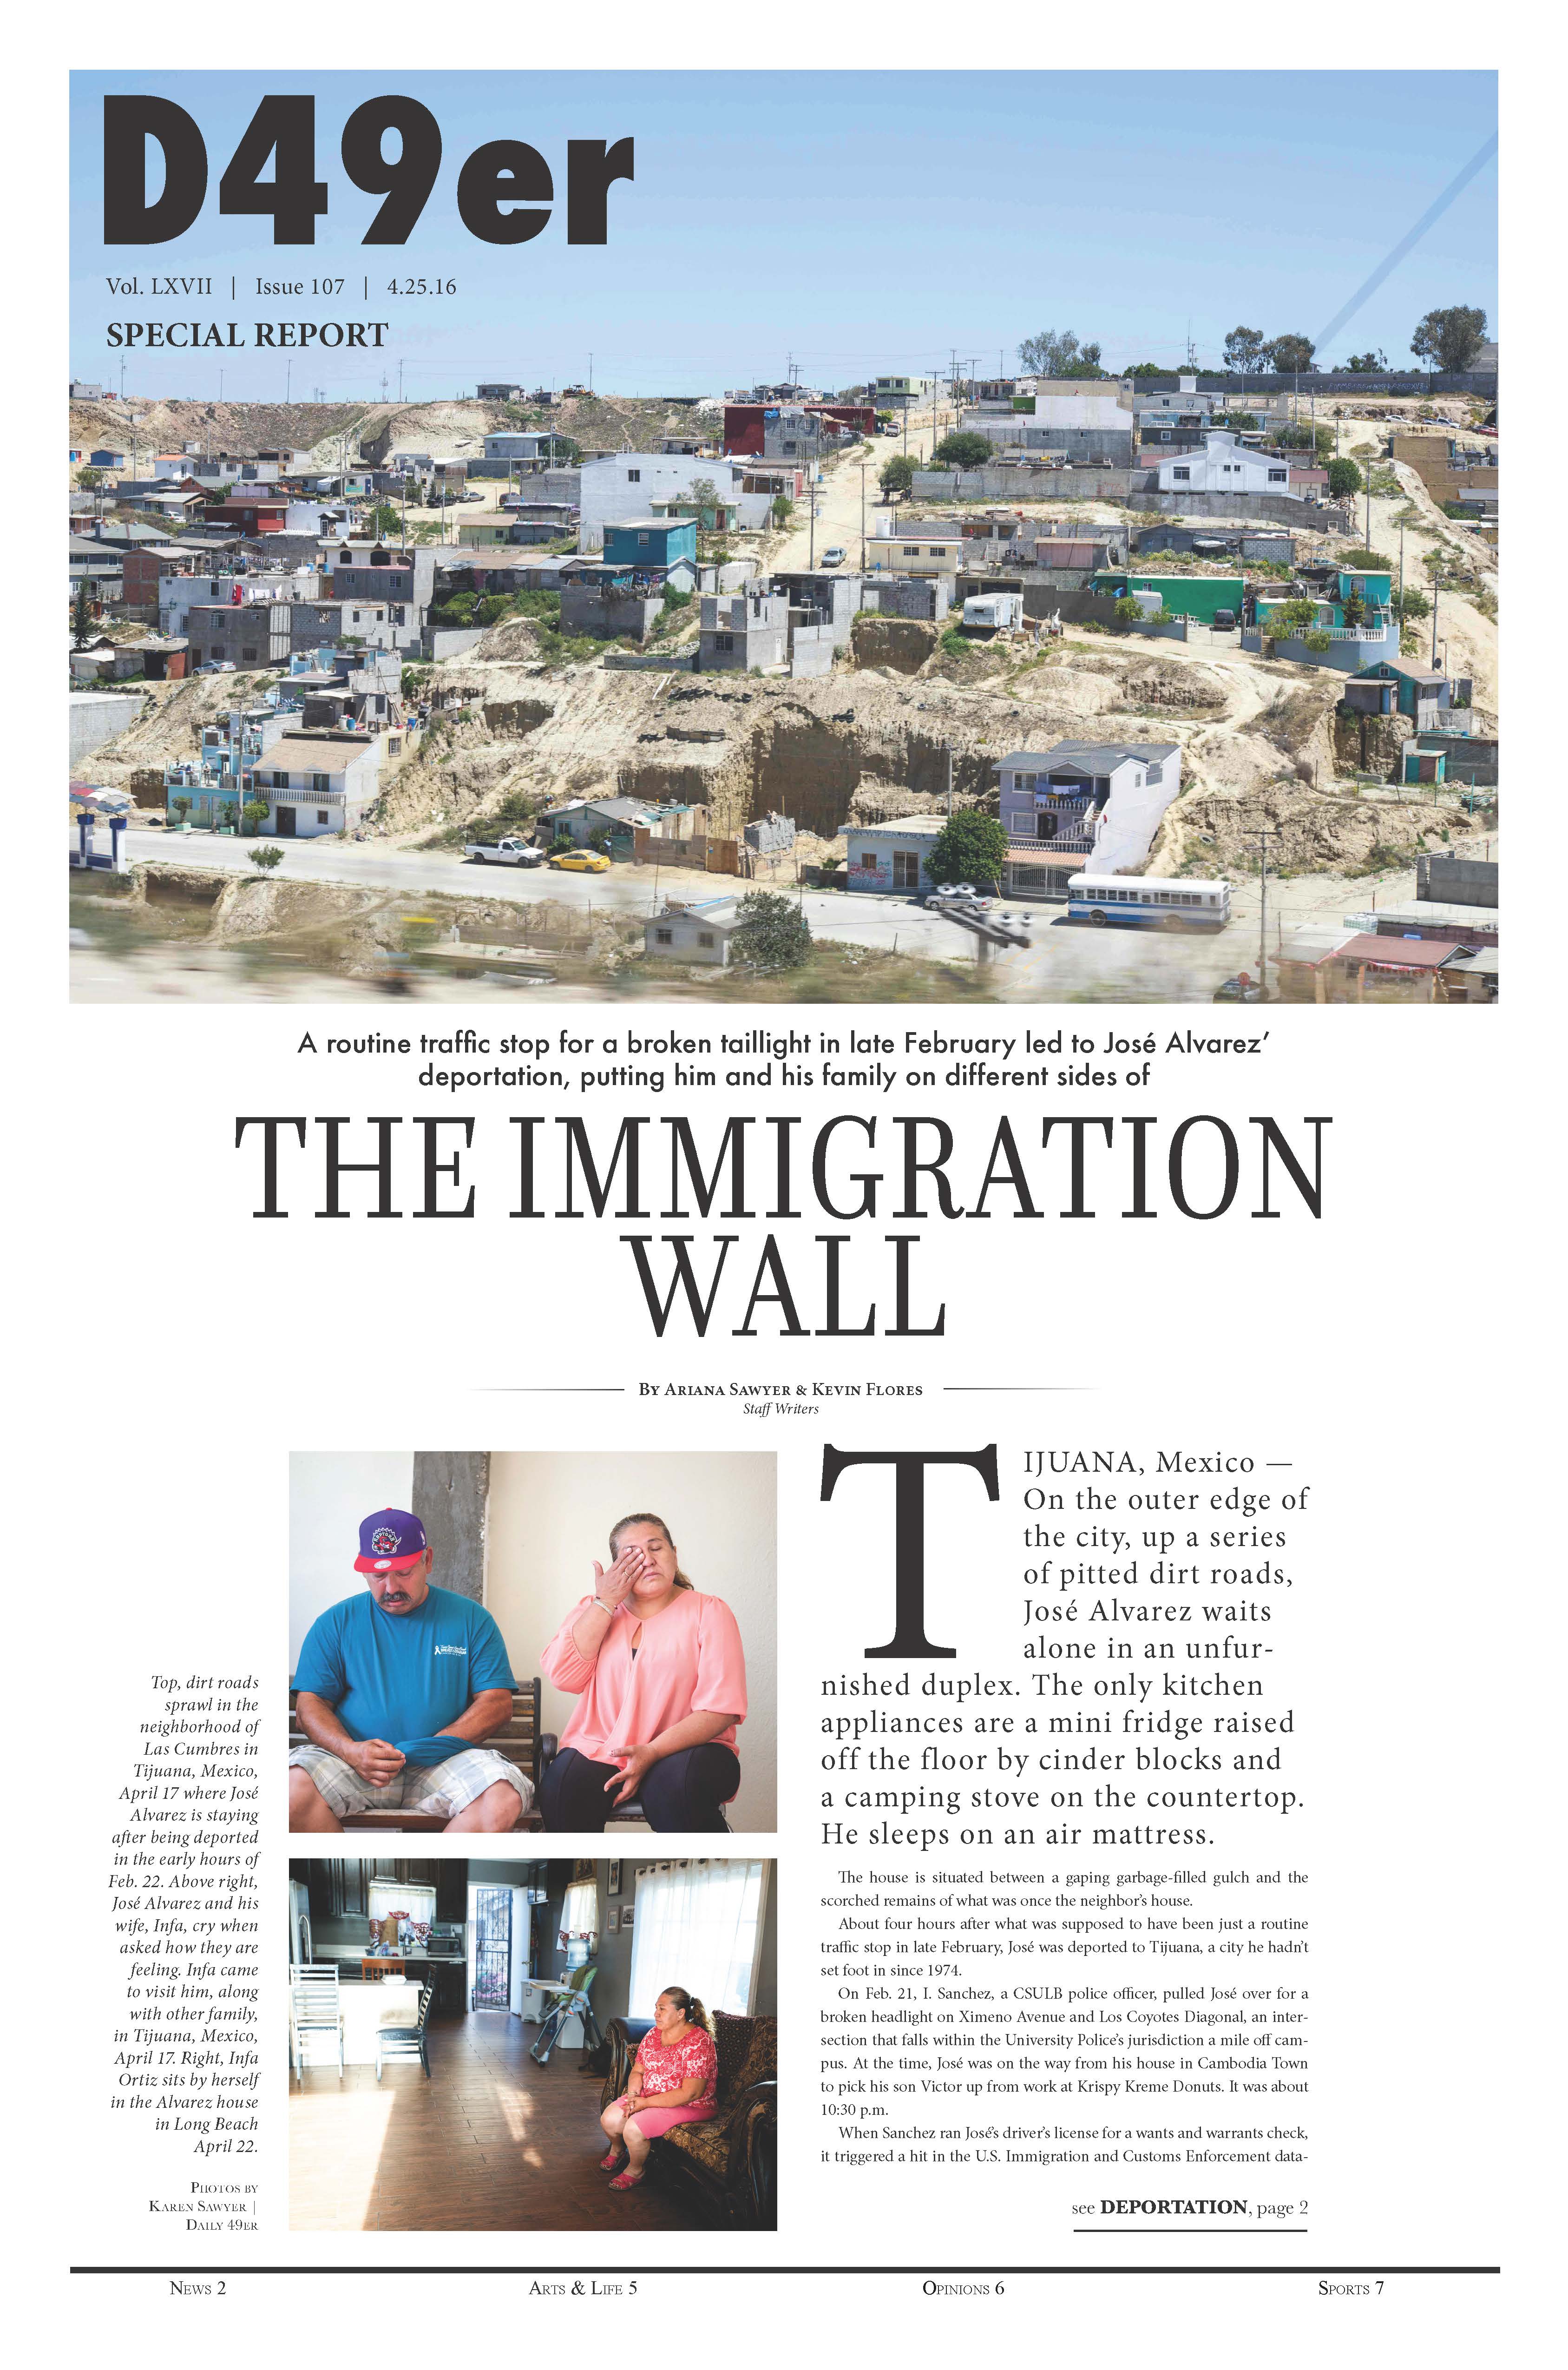 D49er
Vol. LXVII | Issue 107 | 4.25.16
SPECIAL REPORT
A routine traffic stop for a broken taillight in late February led to José Alvarez’
deportation, putting him and his family on different sides of
THE IMMIGRATION
WALL
By Ariana Sawyer & Kevin Flores
Staff Writers
Top, dirt roads
sprawl in the
neighborhood of
Las Cumbres in
Tijuana, Mexico,
April 17 where José
Alvarez is staying
after being deported
in the early hours of
Feb. 22. Above right,
José Alvarez and his
wife, Infa, cry when
asked how they are
feeling. Infa came
to visit him, along
with other family,
in Tijuana, Mexico,
April 17. Right, Infa
Ortiz sits by herself
in the Alvarez house
in Long Beach
April 22.
Photos by
Karen Sawyer |
Daily 49er
RAPTORS
TIJUANA, Mexico —
On the outer edge of
the city, up a series
of pitted dirt roads,
José Alvarez waits
alone in an unfur-
nished duplex. The only kitchen
appliances are a mini fridge raised
off the floor by cinder blocks and
a camping stove on the countertop.
He sleeps on an air mattress.
The house is situated between a gaping garbage-filled gulch and the
scorched remains of what was once the neighbor’s house.
About four hours after what was supposed to have been just a routine
traffic stop in late February, José was deported to Tijuana, a city he hadn’t
set foot in since 1974.
On Feb. 21, I. Sanchez, a CSULB police officer, pulled José over for a
broken headlight on Ximeno Avenue and Los Coyotes Diagonal, an inter-
section that falls within the University Police’s jurisdiction a mile off cam-
pus. At the time, José was on the way from his house in Cambodia Town
to pick his son Victor up from work at Krispy Kreme Donuts. It was about
10:30 p.m.
When Sanchez ran José’s driver’s license for a wants and warrants check,
it triggered a hit in the U.S. Immigration and Customs Enforcement data-
see DEPORTATION, page 2
News 2
Arts & Life 5
Opinions 6
Sports 7